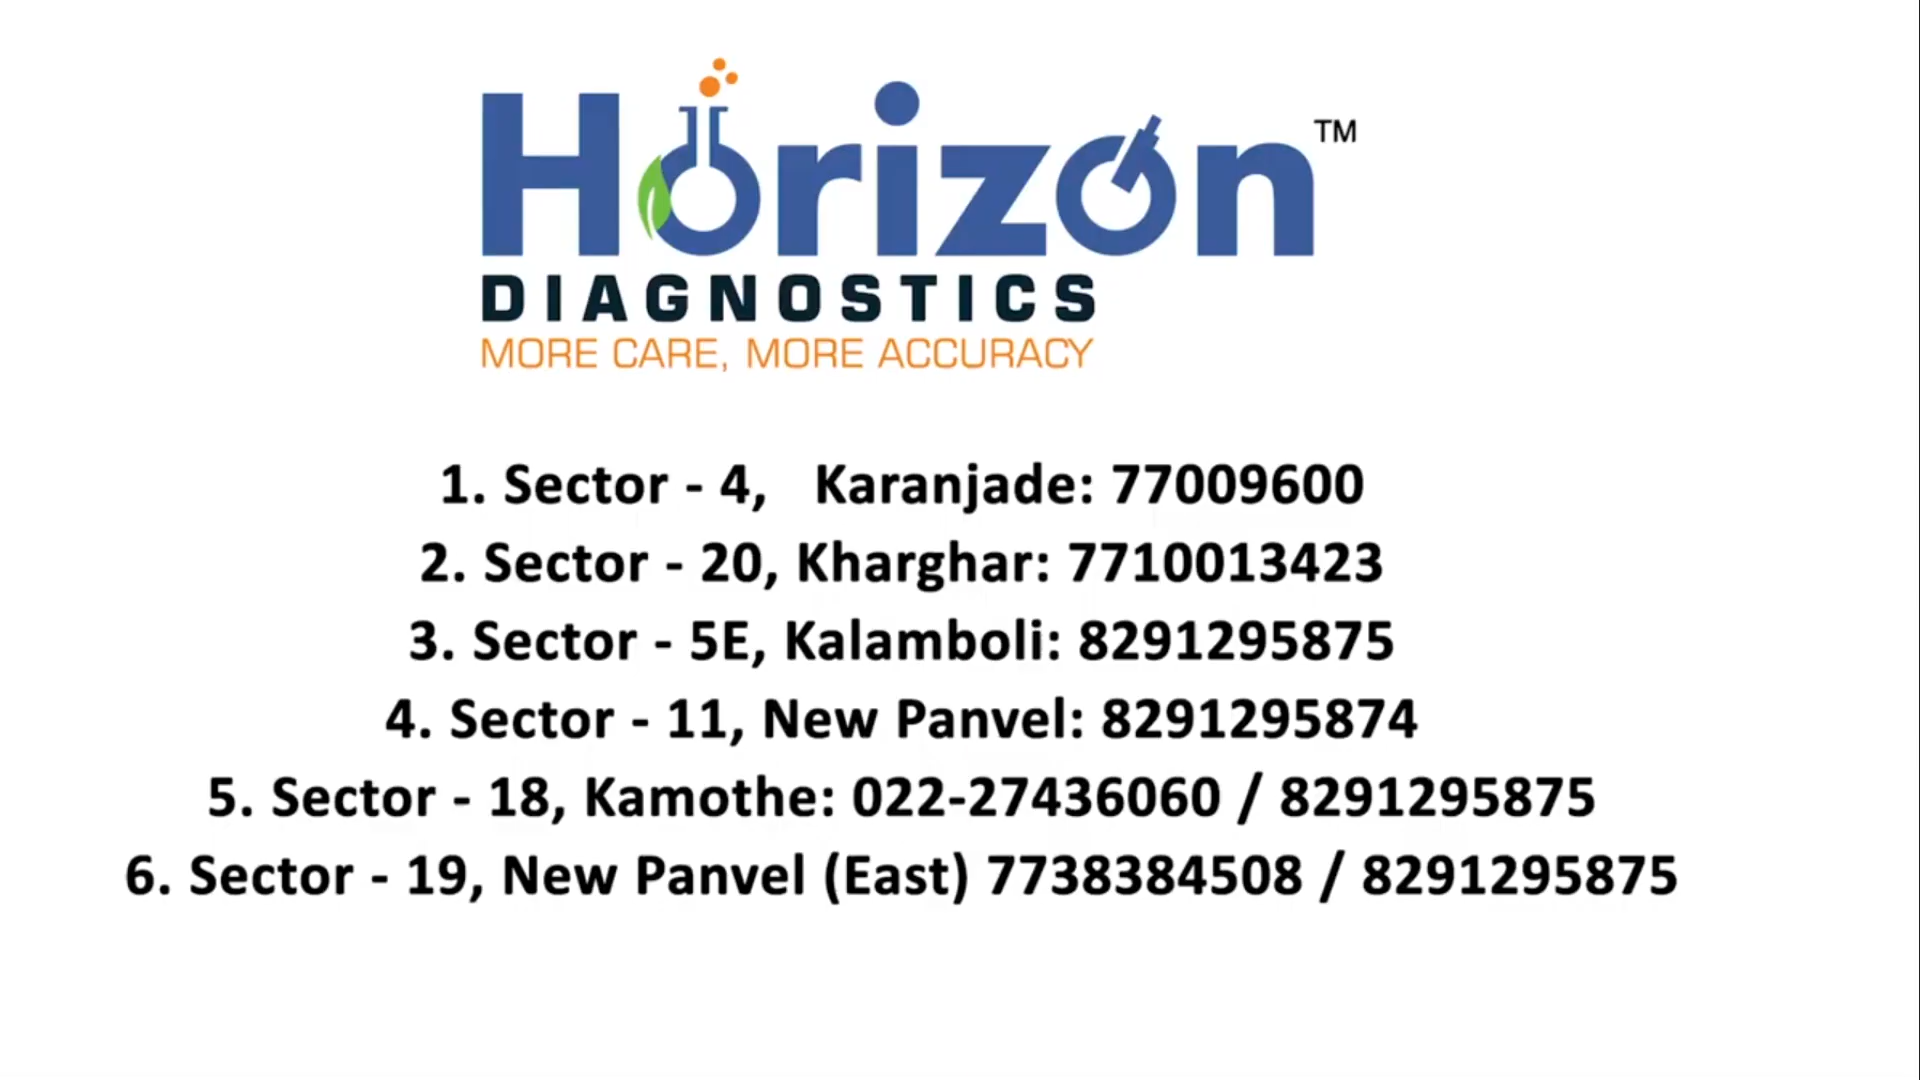 Horizon™
DIAGNOSTICS
MORE CARE, MORE ACCURACY
1. Sector - 4, Karanjade: 77009600
2. Sector - 20, Kharghar: 7710013423
3. Sector - 5E, Kalamboli: 8291295875
4. Sector - 11, New Panvel: 8291295874
5. Sector - 18, Kamothe: 022-27436060 / 8291295875
6. Sector - 19, New Panvel (East) 7738384508 / 8291295875